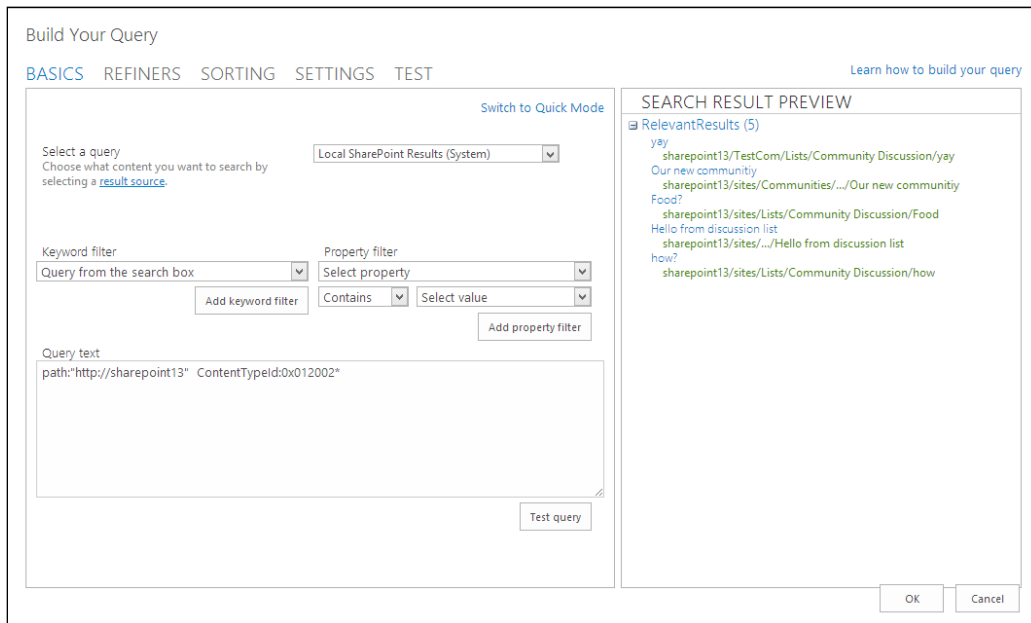 Build Your Query
BASICS REFINERS SORTING SETTINGS TEST
Learn how to build your query
Switch to Quick Mode
Select a query
Choose what content you want to search by
selecting a result source.
Local SharePoint Results (System)
Keyword filter
Query from the search box
Add keyword filter
Property filter
Select property
Contains
Select value
Add property filter
Query text
path:"http://sharepoint13" ContentTypeId:0x012002*
Test query
SEARCH RESULT PREVIEW
RelevantResults (5)
yay
sharepoint13/TestCom/Lists/Community Discussion/yay
Our new communitiy
sharepoint13/sites/Communities/.../Our new communitiy
Food?
sharepoint13/sites/Lists/Community Discussion/Food
Hello from discussion list
sharepoint13/sites/.../Hello from discussion list
how?
sharepoint13/sites/Lists/Community Discussion/how
OK
Cancel